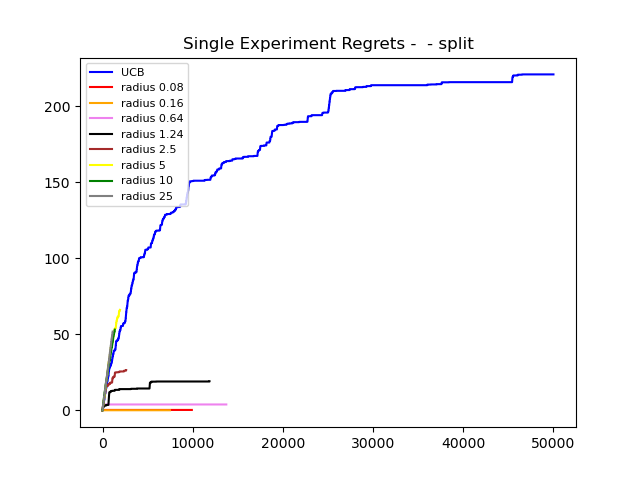 Single Experiment Regrets -  - split
UCB
radius 0.08
radius 0.16
radius 0.64
radius 1.24
radius 2.5
radius 5
radius 10
radius 25
200
150
100
50
0
0 10000 20000 30000 40000 50000